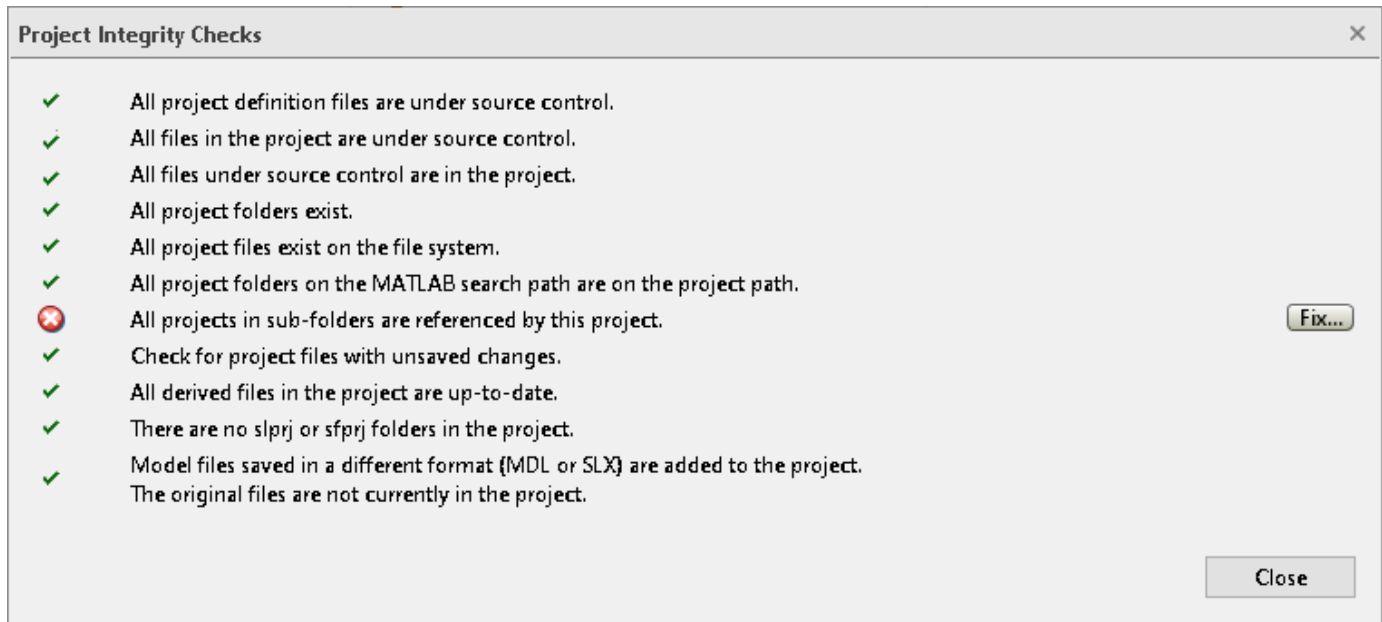 Project Integrity Checks
All project definition files are under source control.
All files in the project are under source control.
All files under source control are in the project.
All project folders exist.
All project files exist on the file system.
All project folders on the MATLAB search path are on the project path.
All projects in sub-folders are referenced by this project.
Fix...
Check for project files with unsaved changes.
All derived files in the project are up-to-date.
There are no slprj or sfprj folders in the project.
Model files saved in a different format (MDL or SLX) are added to the project.
The original files are not currently in the project.
Close